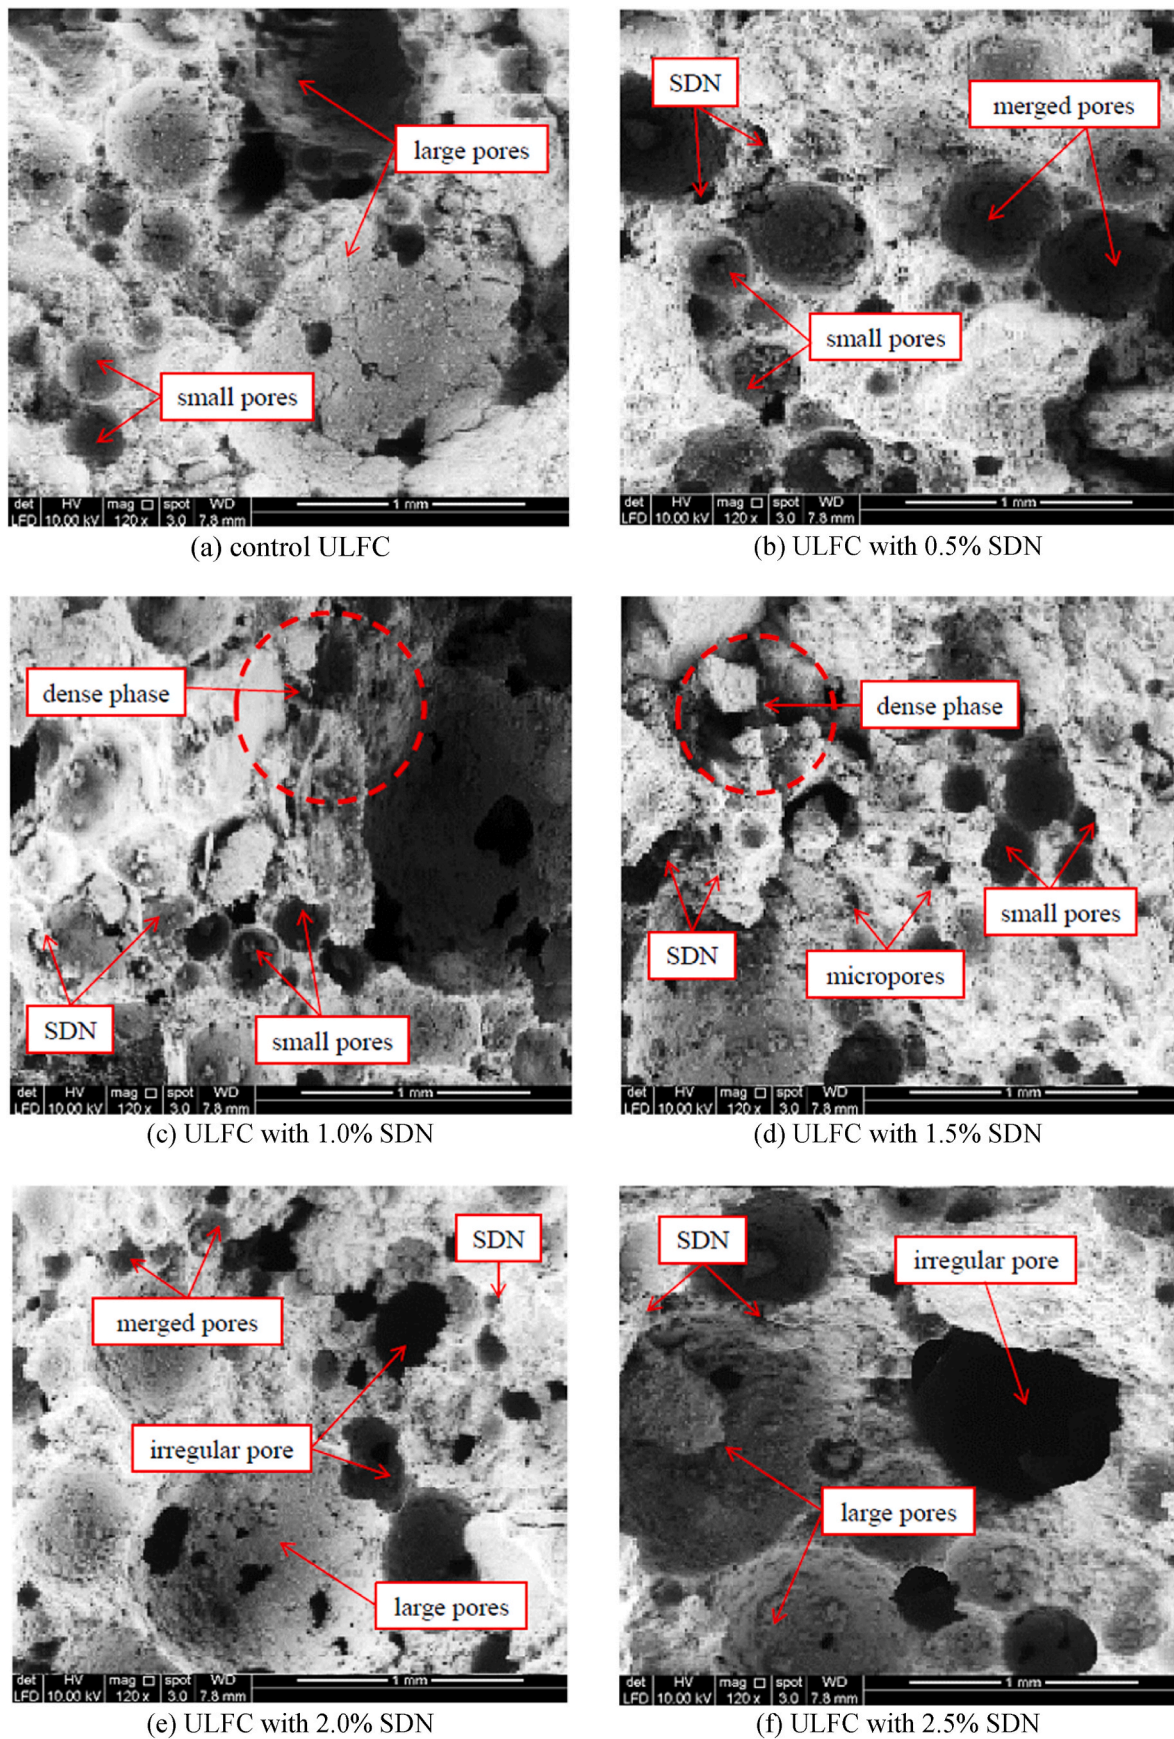 large pores
small pores
det HV mag □ spot WD 1 mm
LFD 10.00 kV 120 x 3.0 7.8 mm
(a) control ULFC
SDN
merged pores
small pores
det HV mag □ spot WD 1 mm
LFD 10.00 kV 120 x 3.0 7.8 mm
(b) ULFC with 0.5% SDN
dense phase
SDN
small pores
det HV mag □ spot WD 1 mm
LFD 10.00 kV 120 x 3.0 7.8 mm
(c) ULFC with 1.0% SDN
dense phase
small pores
SDN
micropores
det HV mag □ spot WD 1 mm
LFD 10.00 kV 120 x 3.0 7.8 mm
(d) ULFC with 1.5% SDN
SDN
merged pores
irregular pore
large pores
det HV mag □ spot WD 1 mm
LFD 10.00 kV 120 x 3.0 7.8 mm
(e) ULFC with 2.0% SDN
SDN
irregular pore
large pores
det HV mag □ spot WD 1 mm
LFD 10.00 kV 120 x 3.0 7.8 mm
(f) ULFC with 2.5% SDN